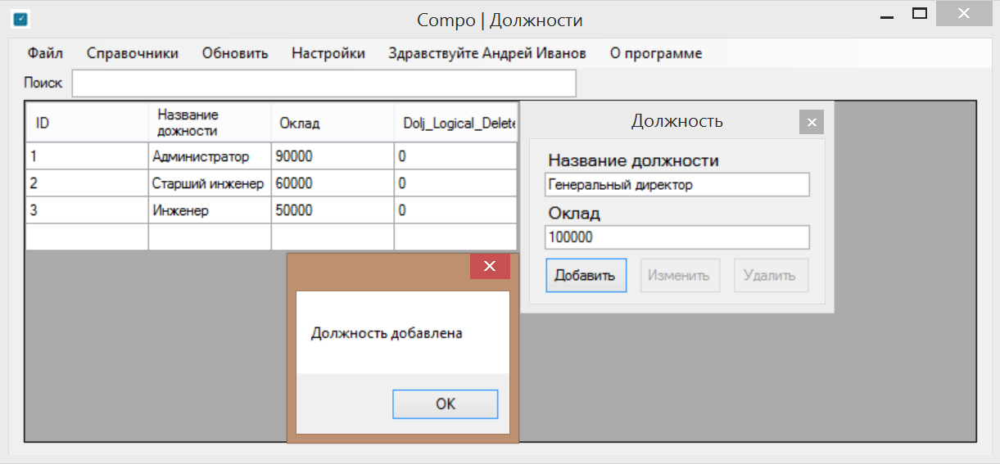 Compo | Должности
Файл Справочники Обновить Настройки Здравствуйте Андрей Иванов О программе
Поиск
ID Название дожности Оклад Dolj_Logical_Delete
1 Администратор 90000 0
2 Старший инженер 60000 0
3 Инженер 50000 0
Должность
Название должности
Генеральный директор
Оклад
100000
Добавить Изменить Удалить
Должность добавлена
OK